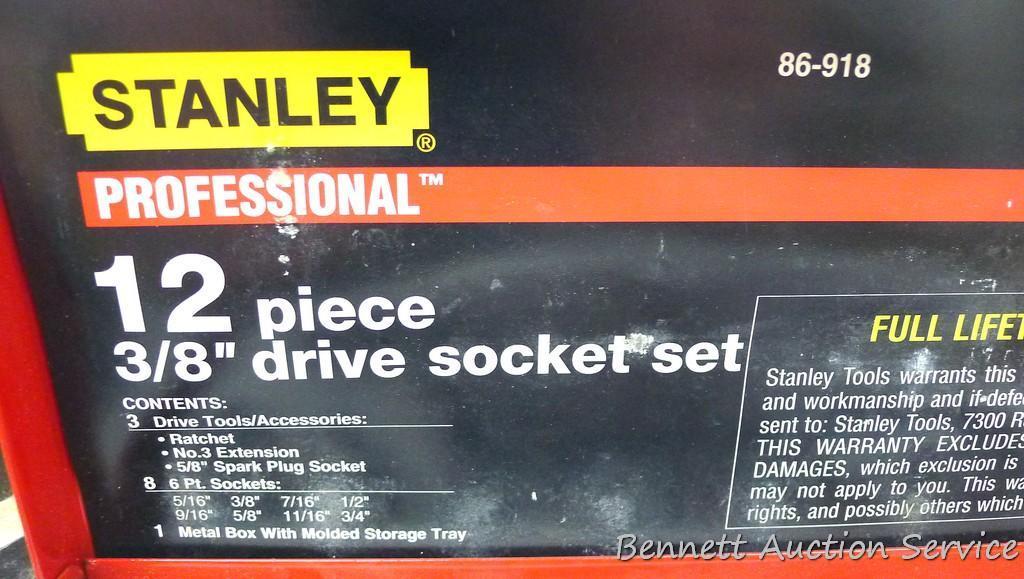 STANLEY®
86-918
PROFESSIONAL™
12 piece
3/8" drive socket set
CONTENTS:
3 Drive Tools/Accessories:
• Ratchet
• No.3 Extension
• 5/8" Spark Plug Socket
8 6 Pt. Sockets:
5/16" 3/8" 7/16" 1/2"
9/16" 5/8" 11/16" 3/4"
1 Metal Box With Molded Storage Tray
FULL
Stanley Tools warrants this
and workmanship and if
sent to: Stanley Tools, 7300
THIS WARRANTY EXCLUDES
DAMAGES, which exclusion is
may not apply to you. This
rights, and possibly others which
Bennett Auction Service